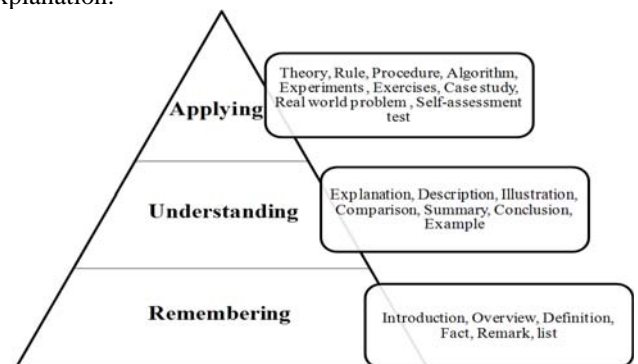 Theory, Rule, Procedure, Algorithm,
Experiments , Exercises, Case study,
Real world problem , Self-assessment
test
Applying
Explanation, Description, Illustration,
Comparison, Summary, Conclusion,
Example
Understanding
Introduction, Overview, Definition,
Fact, Remark, list
Remembering